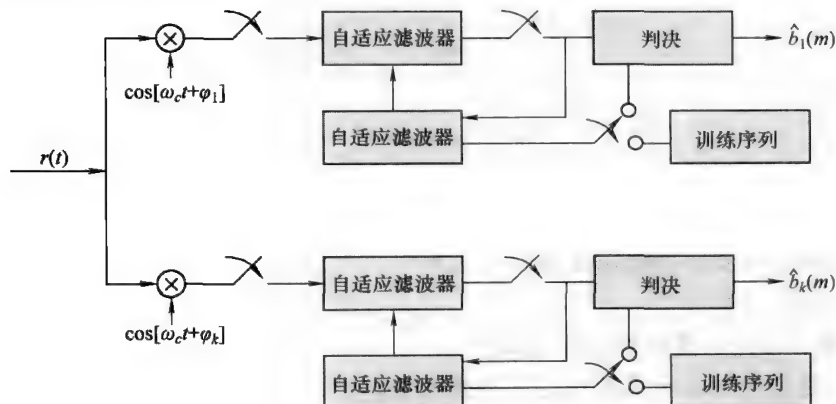 自适应滤波器
判决
b̂₁(m)
cos[ω_c t+φ₁]
自适应滤波器
训练序列
r(t)
自适应滤波器
判决
b̂ₖ(m)
cos[ω_c t+φₖ]
自适应滤波器
训练序列